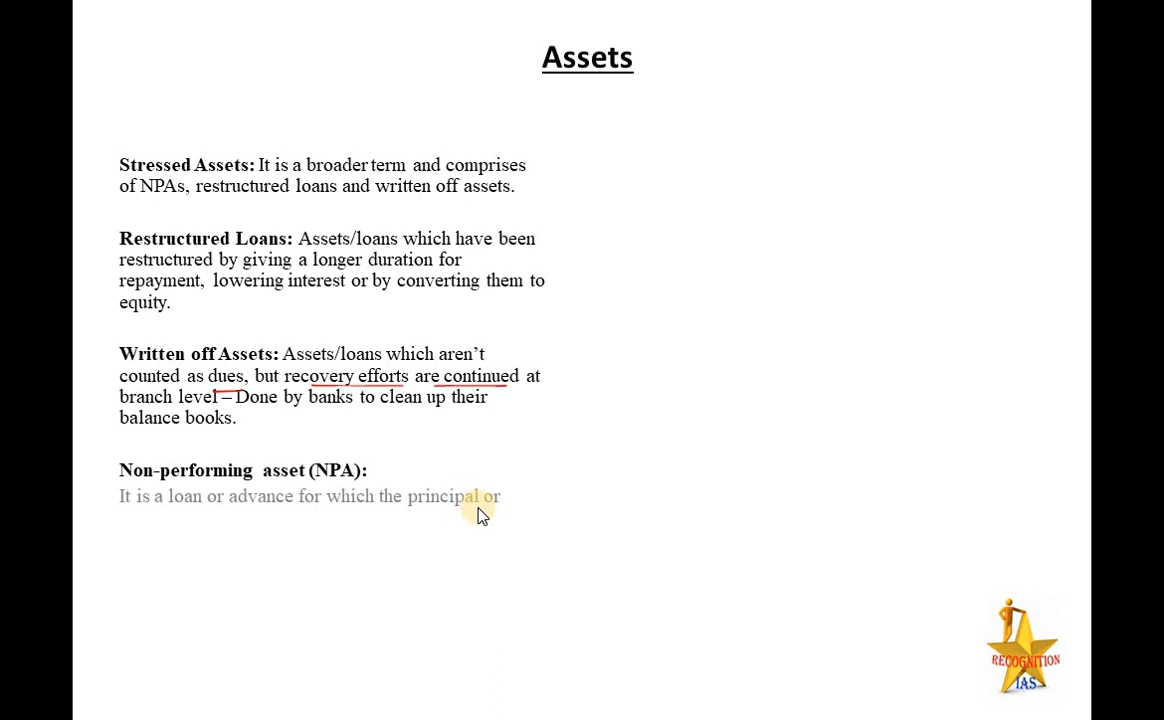 Assets
Stressed Assets: It is a broader term and comprises
of NPAs, restructured loans and written off assets.
Restructured Loans: Assets/loans which have been
restructured by giving a longer duration for
repayment, lowering interest or by converting them to
equity.
Written off Assets: Assets/loans which aren’t
counted as dues, but recovery efforts are continued at
branch level – Done by banks to clean up their
balance books.
Non-performing asset (NPA):
It is a loan or advance for which the principal or
RECOGNITION
IAS